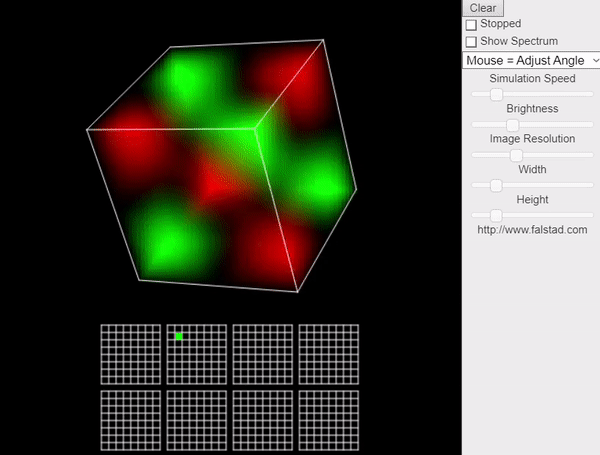 Clear
Stopped
Show Spectrum
Mouse = Adjust Angle
Simulation Speed
Brightness
Image Resolution
Width
Height
http://www.falstad.com